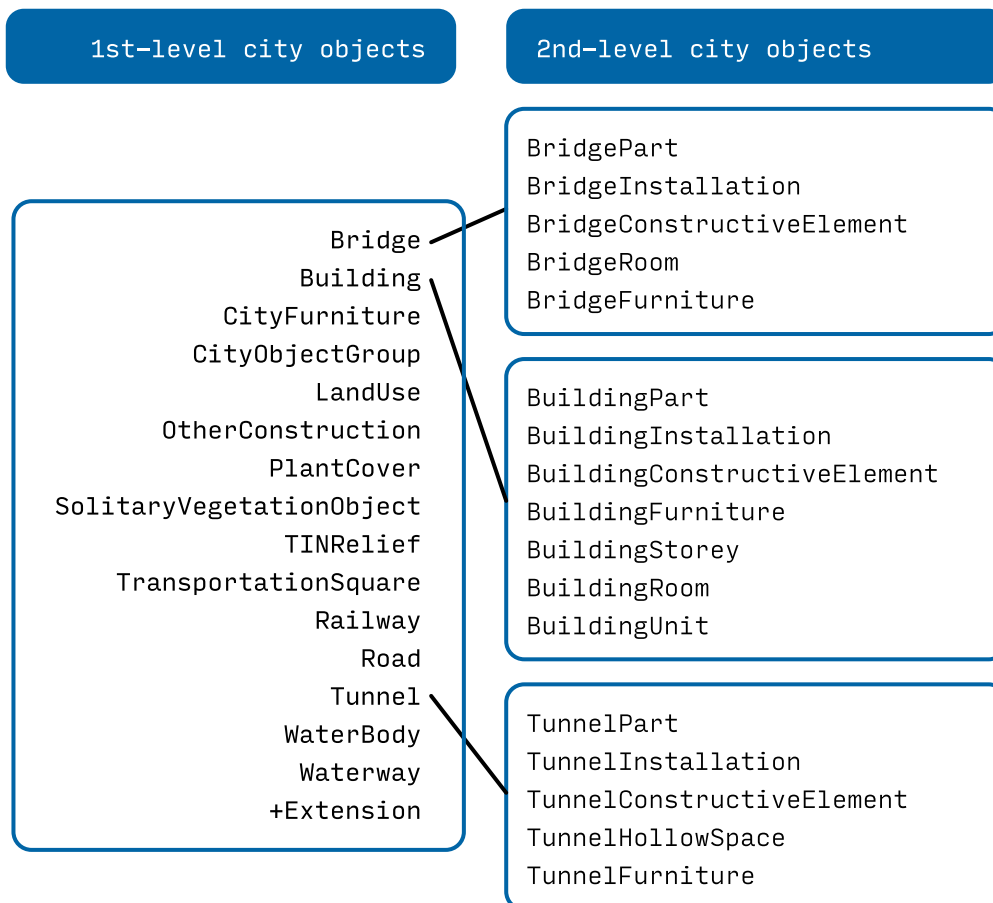 1st–level city objects
2nd-level city objects
Bridge
Building
CityFurniture
CityObjectGroup
LandUse
OtherConstruction
PlantCover
SolitaryVegetationObject
TINRelief
TransportationSquare
Railway
Road
Tunnel
WaterBody
Waterway
+Extension
BridgePart
BridgeInstallation
BridgeConstructiveElement
BridgeRoom
BridgeFurniture
BuildingPart
BuildingInstallation
BuildingConstructiveElement
BuildingFurniture
BuildingStorey
BuildingRoom
BuildingUnit
TunnelPart
TunnelInstallation
TunnelConstructiveElement
TunnelHollowSpace
TunnelFurniture